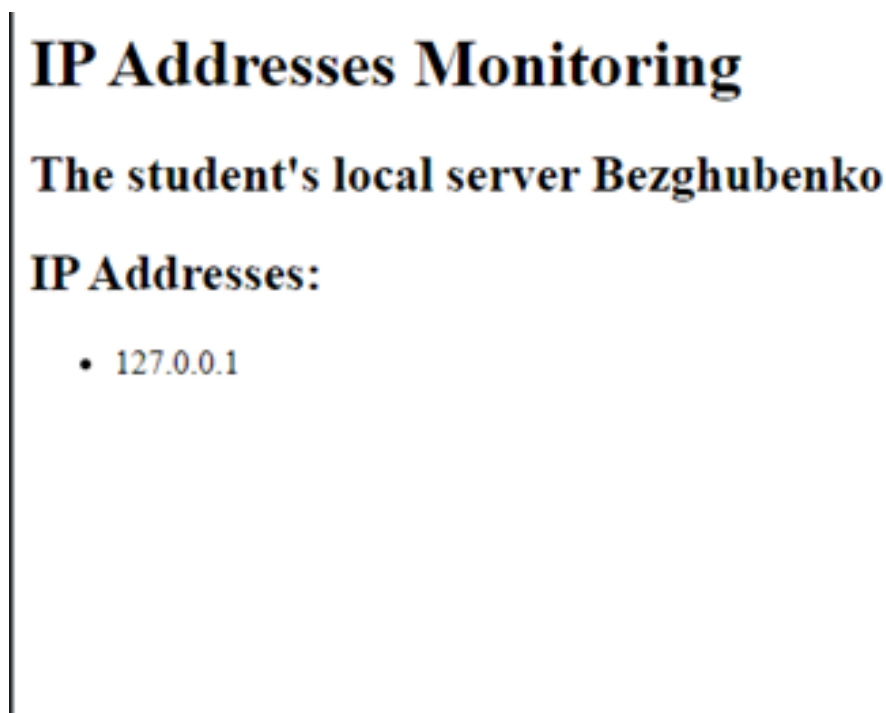 IP Addresses Monitoring
The student's local server Bezghubenko
IP Addresses:
• 127.0.0.1